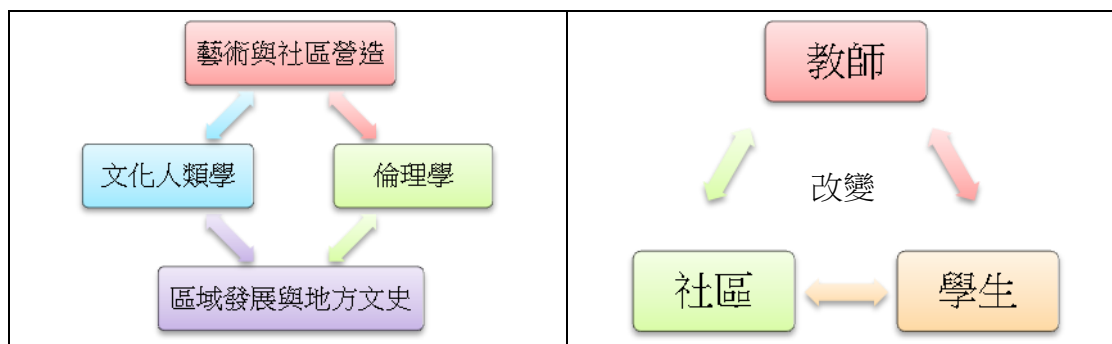 藝術與社區營造
文化人類學
倫理學
區域發展與地方文史
教師
改變
社區
學生